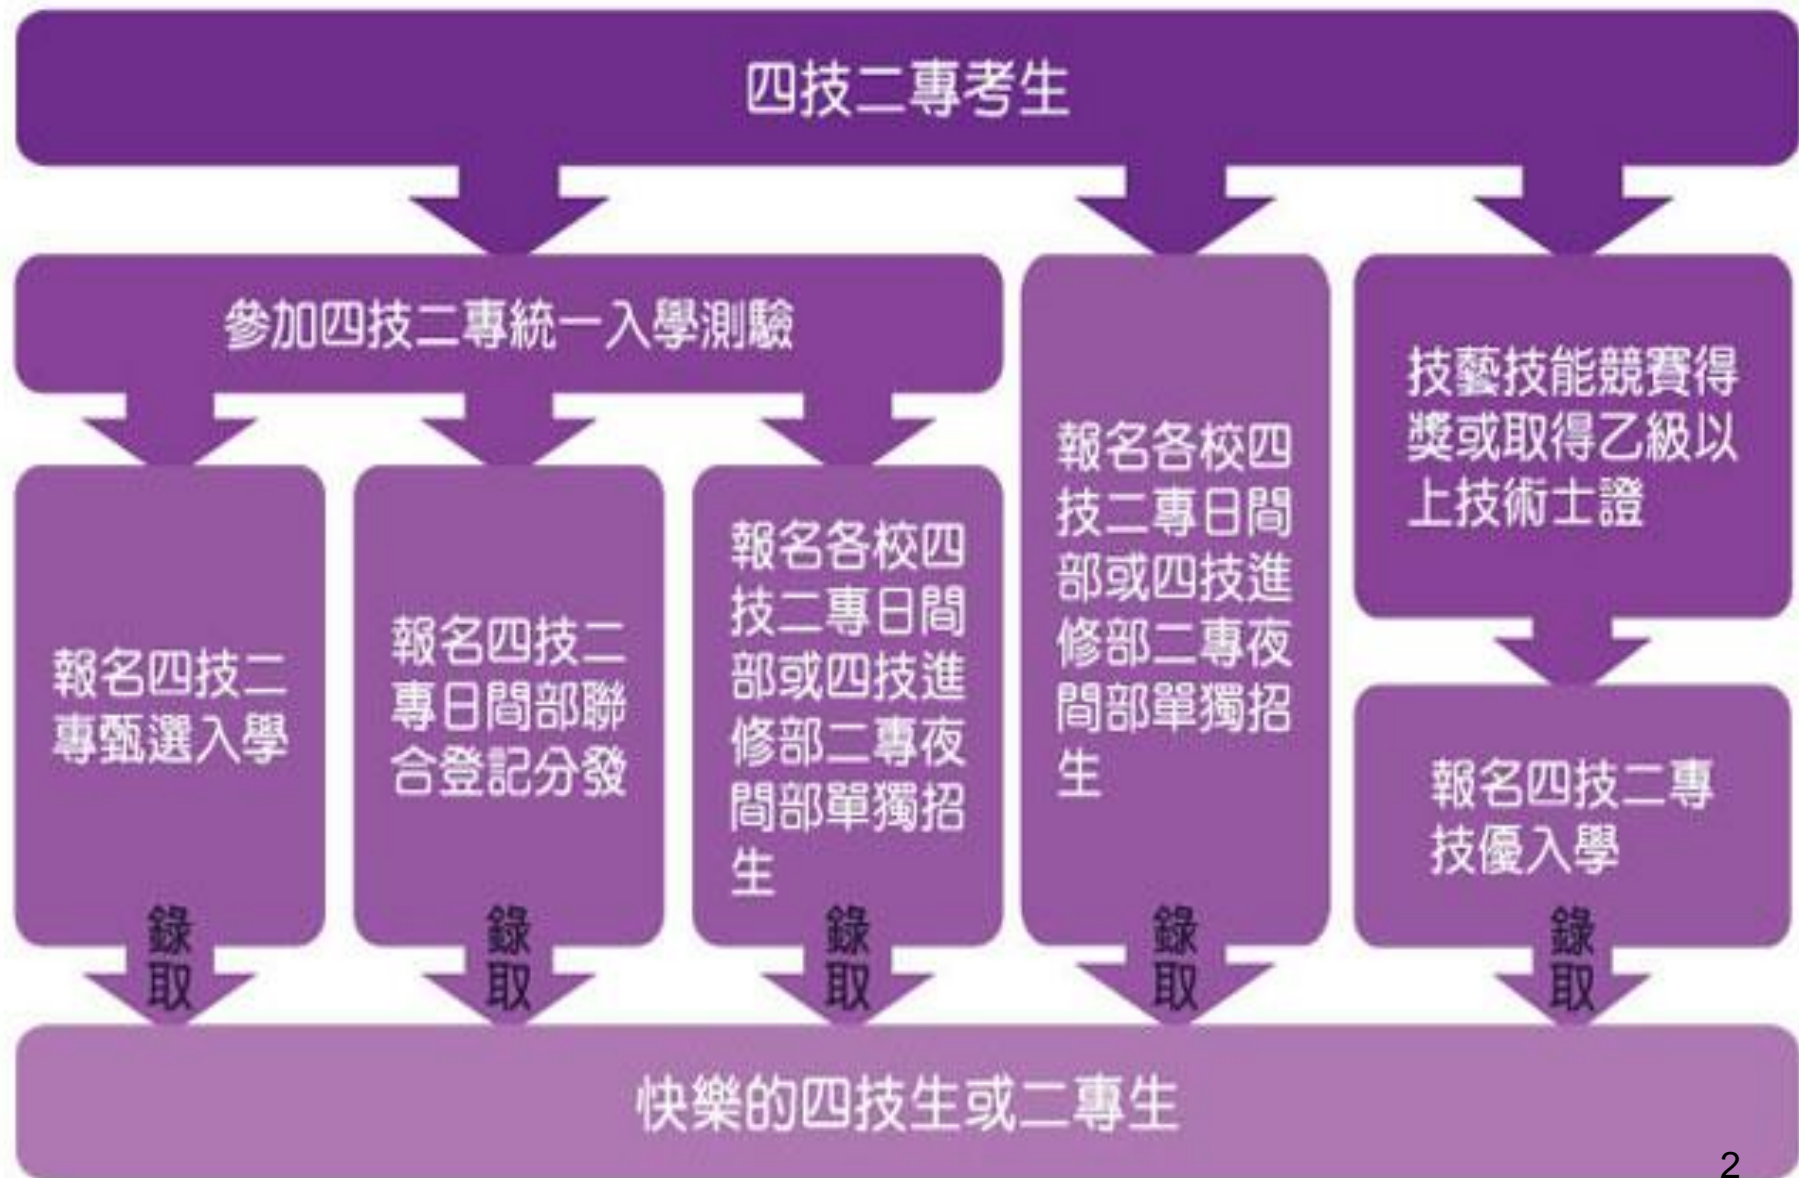 四技二專考生
參加四技二專統一入學測驗
報名四技二
專甄選入學
報名四技二
專日間部聯
合登記分發
報名各校四
技二專日間
部或四技進
修部二專夜
間部單獨招
生
報名各校四
技二專日間
部或四技進
修部二專夜
間部單獨招
生
技藝技能競賽得
獎或取得乙級以
上技術士證
報名四技二專
技優入學
錄
取
錄
取
錄
取
錄
取
錄
取
快樂的四技生或二專生
2